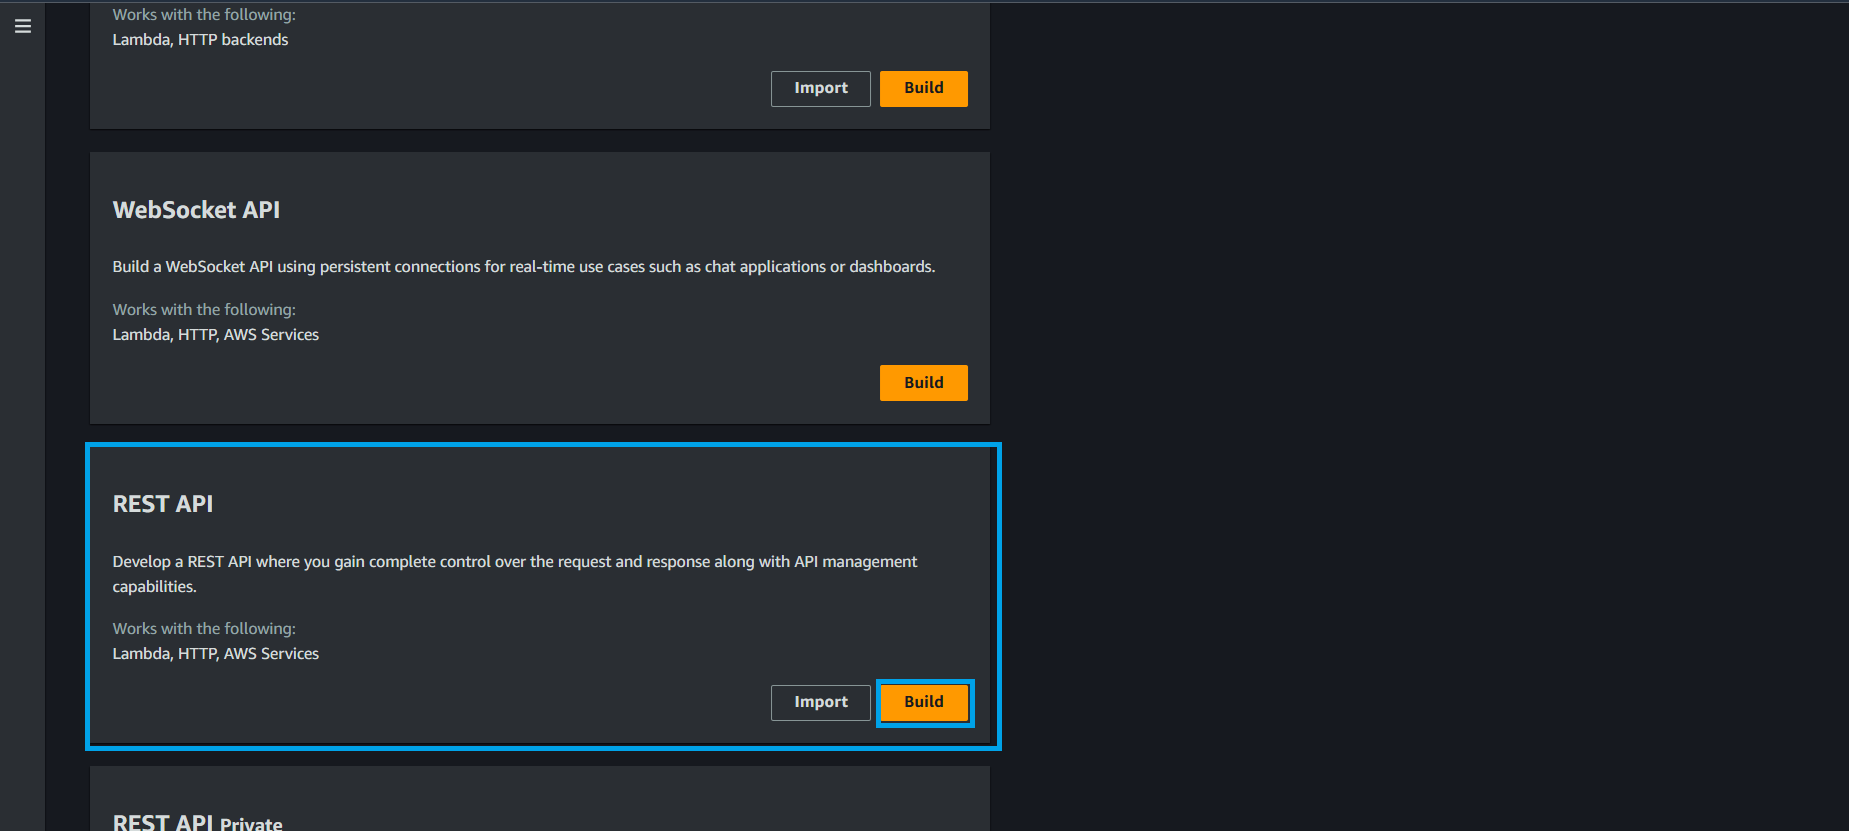 Works with the following:
Lambda, HTTP backends
Import
Build
WebSocket API
Build a WebSocket API using persistent connections for real-time use cases such as chat applications or dashboards.
Works with the following:
Lambda, HTTP, AWS Services
Build
REST API
Develop a REST API where you gain complete control over the request and response along with API management
capabilities.
Works with the following:
Lambda, HTTP, AWS Services
Import
Build
REST API Private